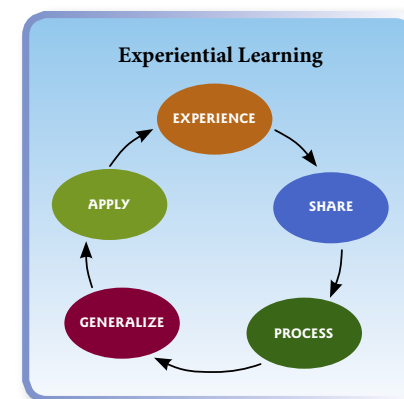 Experiential Learning
EXPERIENCE
SHARE
PROCESS
GENERALIZE
APPLY